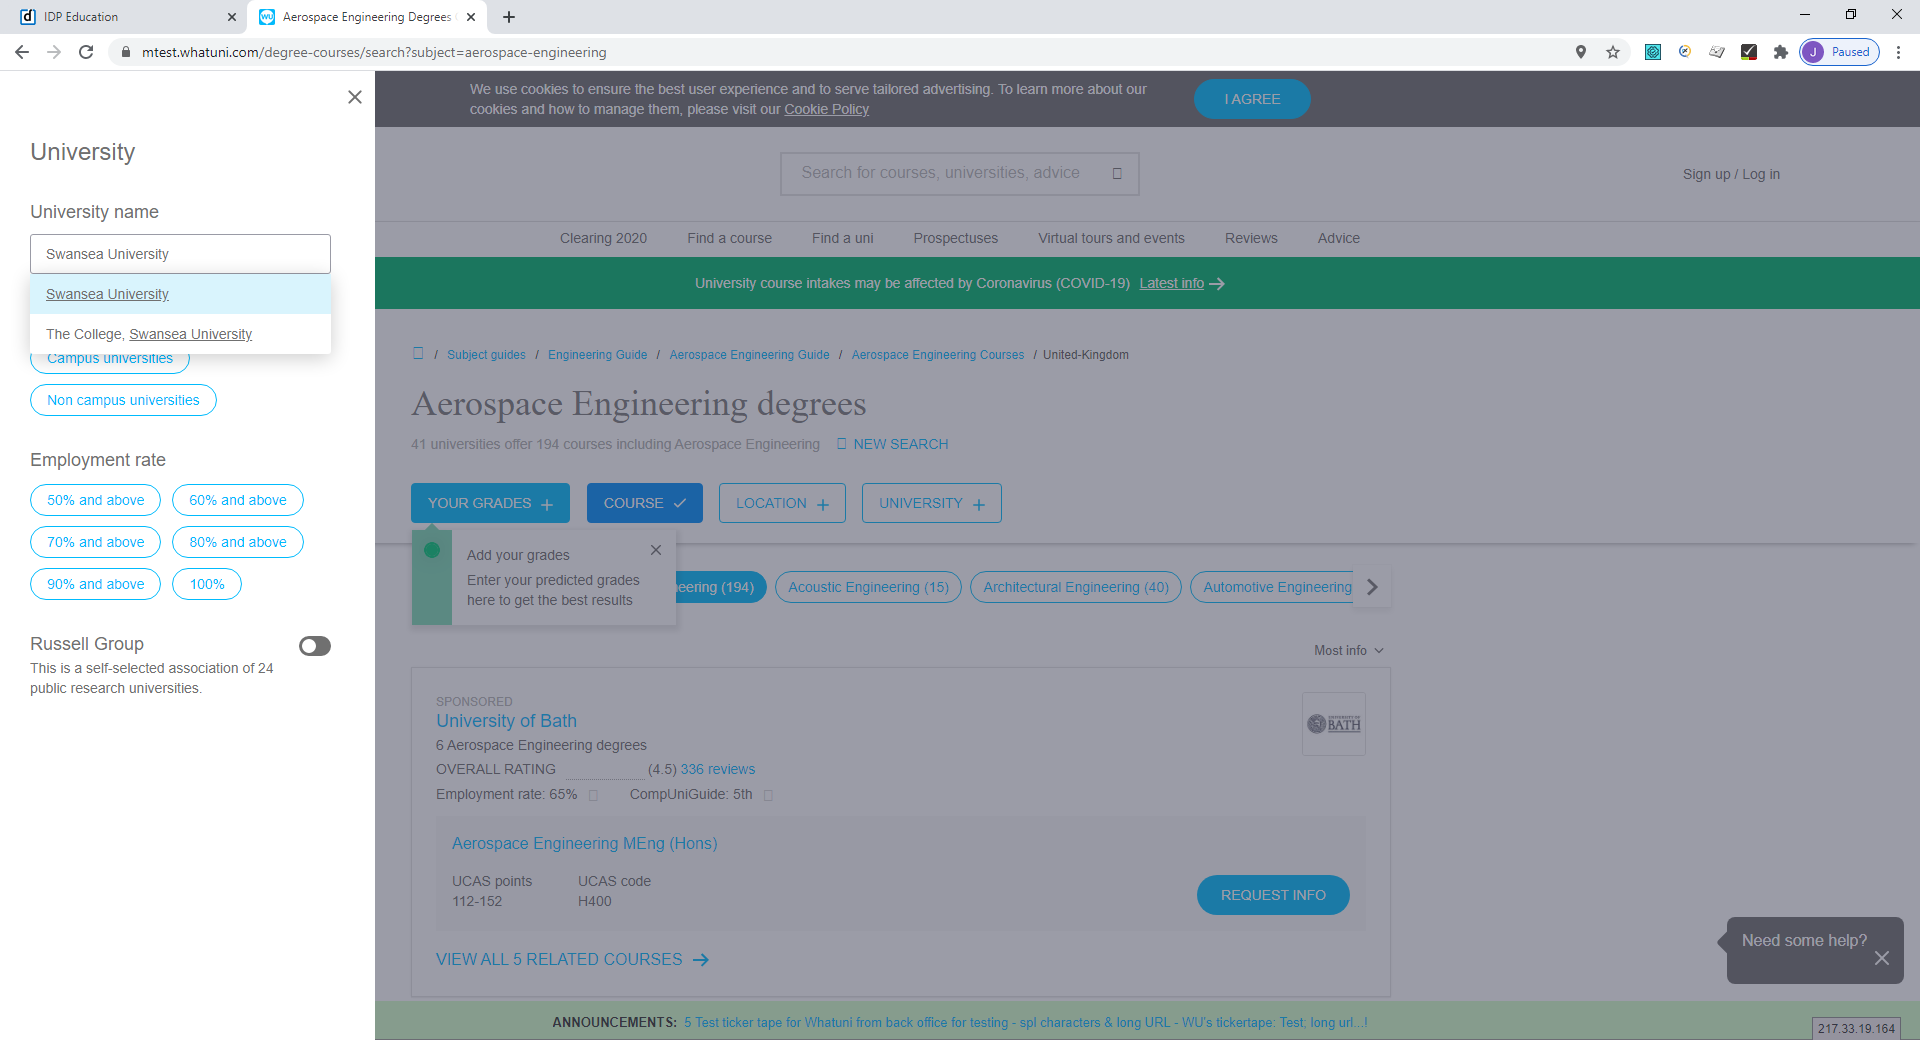 IDP Education
Aerospace Engineering Degrees
mtest.whatuni.com/degree-courses/search?subject=aerospace-engineering
J Paused
University
University name
Swansea University
Swansea University
The College, Swansea University
Campus universities
Non campus universities
Employment rate
50% and above 60% and above
70% and above 80% and above
90% and above 100%
Russell Group
This is a self-selected association of 24
public research universities.
We use cookies to ensure the best user experience and to serve tailored advertising. To learn more about our
cookies and how to manage them, please visit our Cookie Policy
I AGREE
Search for courses, universities, advice
Sign up / Log in
Clearing 2020 Find a course Find a uni Prospectuses Virtual tours and events Reviews Advice
University course intakes may be affected by Coronavirus (COVID-19) Latest info
/ Subject guides / Engineering Guide / Aerospace Engineering Guide / Aerospace Engineering Courses / United-Kingdom
Aerospace Engineering degrees
41 universities offer 194 courses including Aerospace Engineering NEW SEARCH
YOUR GRADES + COURSE LOCATION + UNIVERSITY +
Add your grades
Enter your predicted grades
here to get the best results
eering (194) Acoustic Engineering (15) Architectural Engineering (40) Automotive Engineering
Most info
SPONSORED
University of Bath
6 Aerospace Engineering degrees
OVERALL RATING (4.5) 336 reviews
Employment rate: 65% CompUniGuide: 5th
UNIVERSITY OF
BATH
Aerospace Engineering MEng (Hons)
UCAS points UCAS code
112-152 H400
REQUEST INFO
VIEW ALL 5 RELATED COURSES
Need some help?
ANNOUNCEMENTS: 5 Test ticker tape for Whatuni from back office for testing - spl characters & long URL - WU's tickertape: Test; long url...!
217.33.19.164